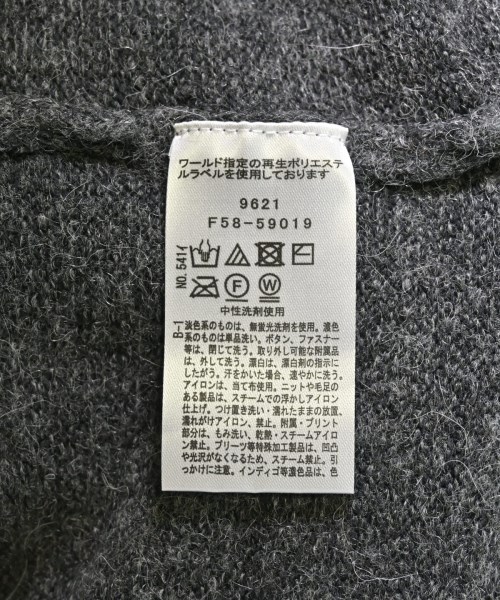 ワールド指定の再生ポリエステ
ルラベルを使用しております
9621
F58-59019
NO. 541イ
F W
中性洗剤使用
B-1
淡色系のものは、無蛍光洗剤を使用。濃色
系のものは単品洗い。ボタン、ファスナー
等は、閉じて洗う。取り外し可能な附属品
は、外して洗う。漂白は、漂白剤の指示に
したがう。汗をかいた場合、速やかに洗う。
アイロンは、当て布使用。ニットや毛足の
ある製品は、スチームでの浮かしアイロン
仕上げ。つけ置き洗い・濡れたままの放置、
濡れがけアイロン、禁止。附属・プリント
部分は、もみ洗い、乾熱・スチームアイロ
ン禁止。プリーツ等特殊加工製品は、凹凸
や光沢がなくなるため、スチーム禁止。引
っかけに注意。インディゴ等濃色品は、色